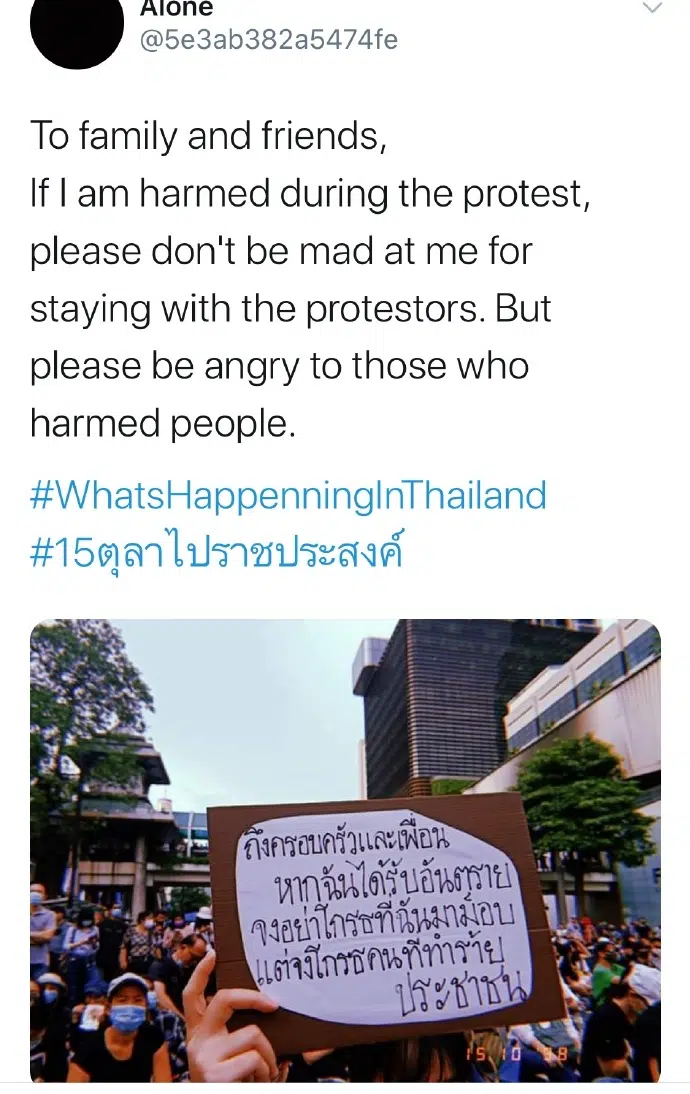 Alone
@5e3ab382a5474fe
To family and friends,
If I am harmed during the protest,
please don't be mad at me for
staying with the protestors. But
please be angry to those who
harmed people.
#WhatsHappenningInThailand
#15ตุลาไปราชประสงค์
ถึงครอบครัวและเพื่อน
หากฉันได้รับอันตราย
จงอย่าโกรธที่ฉันมาม็อบ
แต่จงโกรธคนที่ทำร้าย
ประชาชน
15 10